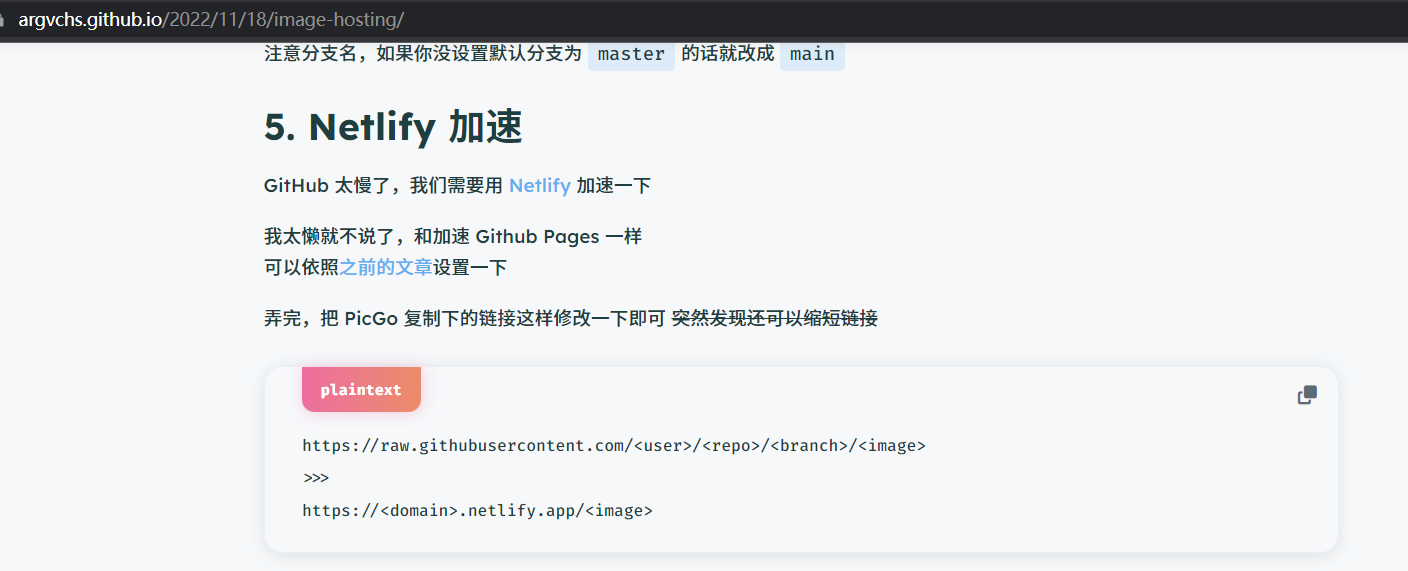 argvchs.github.io/2022/11/18/image-hosting/
注意分支名，如果你没设置默认分支为 master 的话就改成 main
5. Netlify 加速
GitHub 太慢了，我们需要用 Netlify 加速一下
我太懒就不说了，和加速 Github Pages 一样
可以依照之前的文章设置一下
弄完，把 PicGo 复制下的链接这样修改一下即可 突然发现还可以缩短链接
plaintext
https://raw.githubusercontent.com/<user>/<repo>/<branch>/<image>
>>>
https://<domain>.netlify.app/<image>